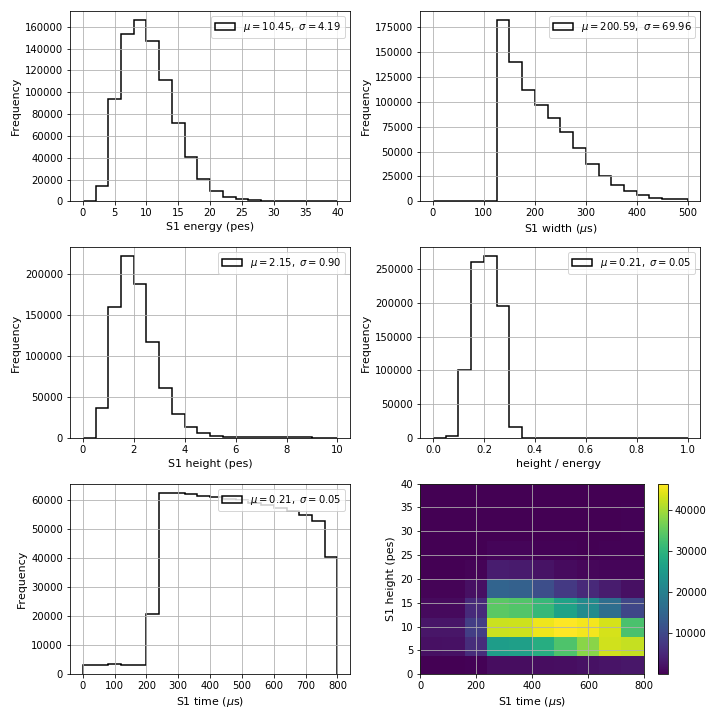 160000
140000
120000
100000
80000
60000
40000
20000
0
Frequency
μ = 10.45, σ = 4.19
0 5 10 15 20 25 30 35 40
S1 energy (pes)
175000
150000
125000
100000
75000
50000
25000
0
Frequency
μ = 200.59, σ = 69.96
0 100 200 300 400 500
S1 width (μs)
200000
150000
100000
50000
0
Frequency
μ = 2.15, σ = 0.90
0 2 4 6 8 10
S1 height (pes)
250000
200000
150000
100000
50000
0
Frequency
μ = 0.21, σ = 0.05
0.0 0.2 0.4 0.6 0.8 1.0
height / energy
60000
50000
40000
30000
20000
10000
0
Frequency
μ = 0.21, σ = 0.05
0 100 200 300 400 500 600 700 800
S1 time (μs)
40
35
30
25
20
15
10
5
0
S1 height (pes)
0 200 400 600 800
S1 time (μs)
40000
30000
20000
10000